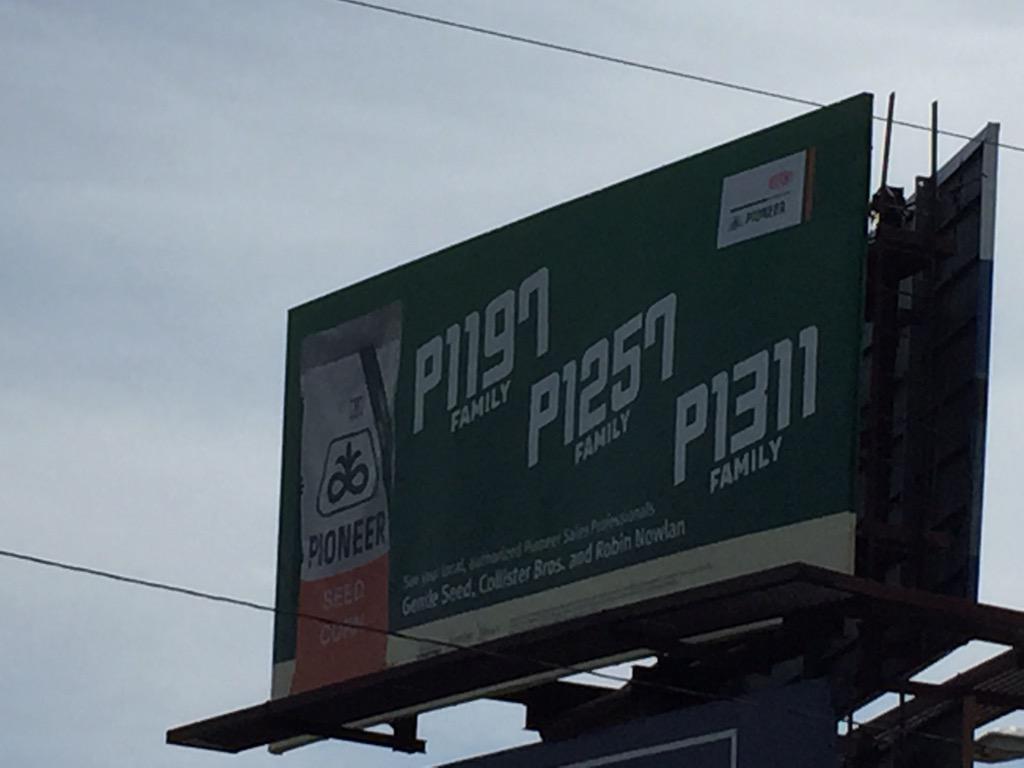 PIONEER
P1197
FAMILY
P1257
FAMILY
P1311
FAMILY
PIONEER
SEED
CORN
See your local, authorized Pioneer Sales Professionals
Gentle Seed, Collister Bros. and Robin Nowlan